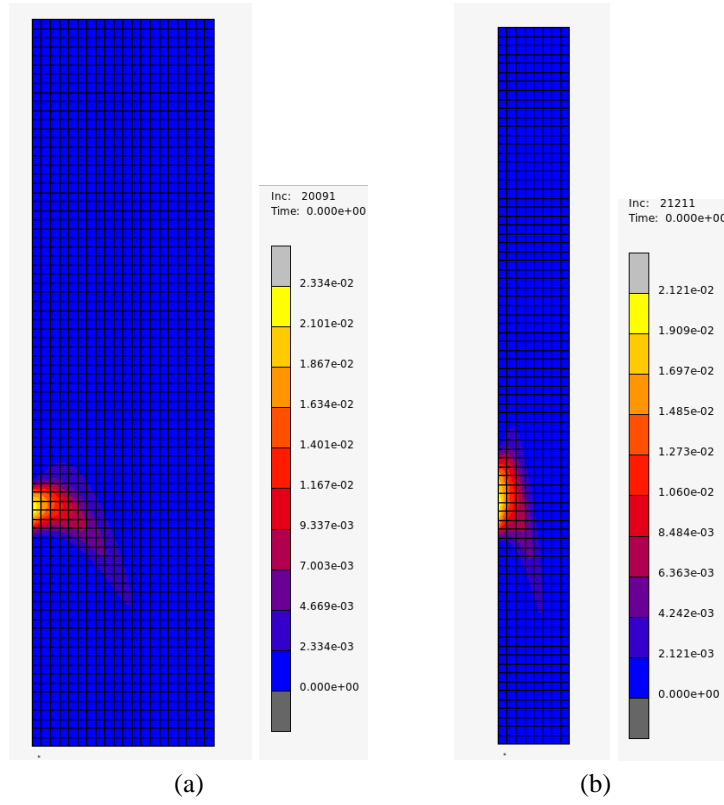 Inc: 20091
Time: 0.000e+00
2.334e-02
2.101e-02
1.867e-02
1.634e-02
1.401e-02
1.167e-02
9.337e-03
7.003e-03
4.669e-03
2.334e-03
0.000e+00
(a)
Inc: 21211
Time: 0.000e+00
2.121e-02
1.909e-02
1.697e-02
1.485e-02
1.273e-02
1.060e-02
8.484e-03
6.363e-03
4.242e-03
2.121e-03
0.000e+00
(b)